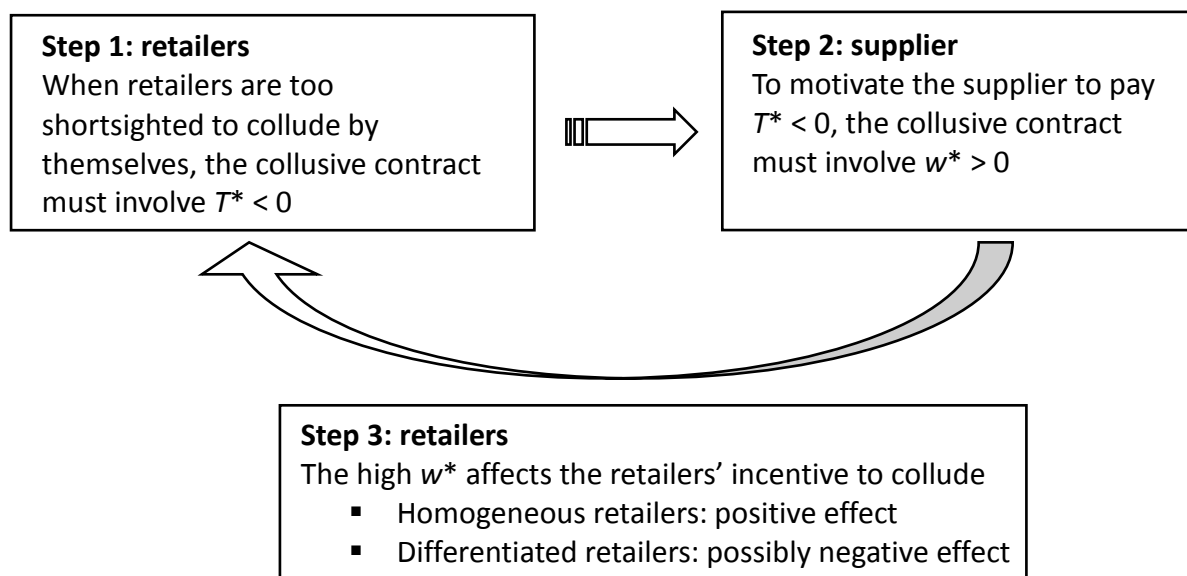 Step 1: retailers
When retailers are too
shortsighted to collude by
themselves, the collusive contract
must involve T* < 0
Step 2: supplier
To motivate the supplier to pay
T* < 0, the collusive contract
must involve w* > 0
Step 3: retailers
The high w* affects the retailers’ incentive to collude
▪ Homogeneous retailers: positive effect
▪ Differentiated retailers: possibly negative effect